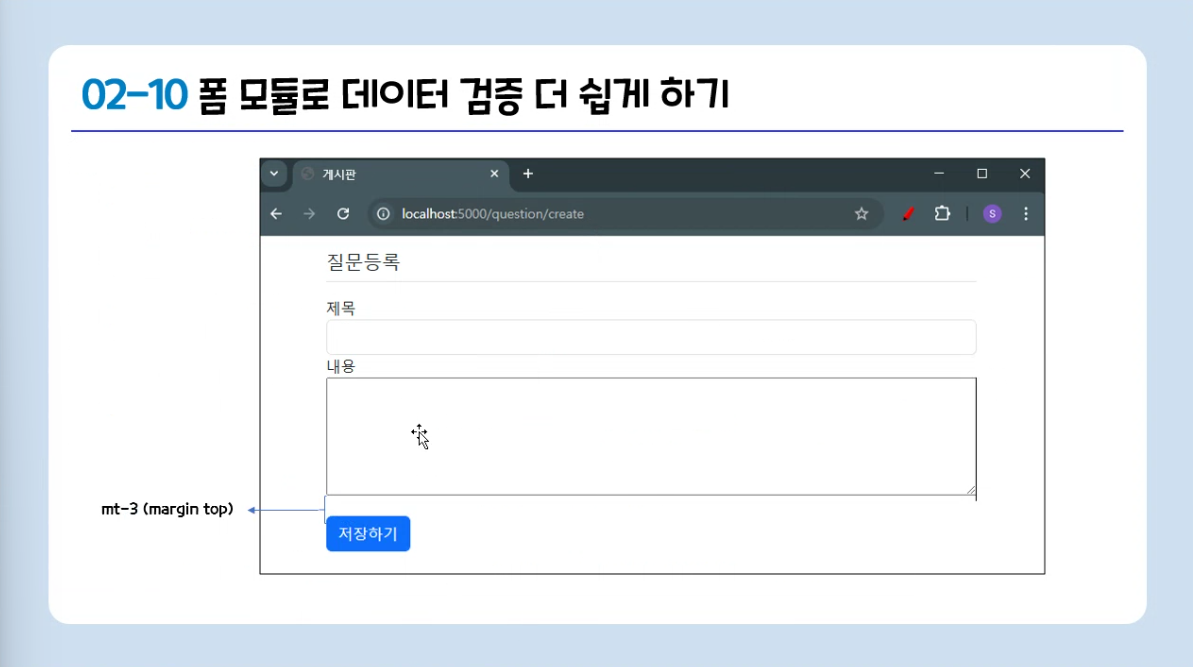 02-10 폼 모듈로 데이터 검증 더 쉽게 하기
게시판
localhost:5000/question/create
S
질문등록
제목
내용
mt-3 (margin top)
저장하기